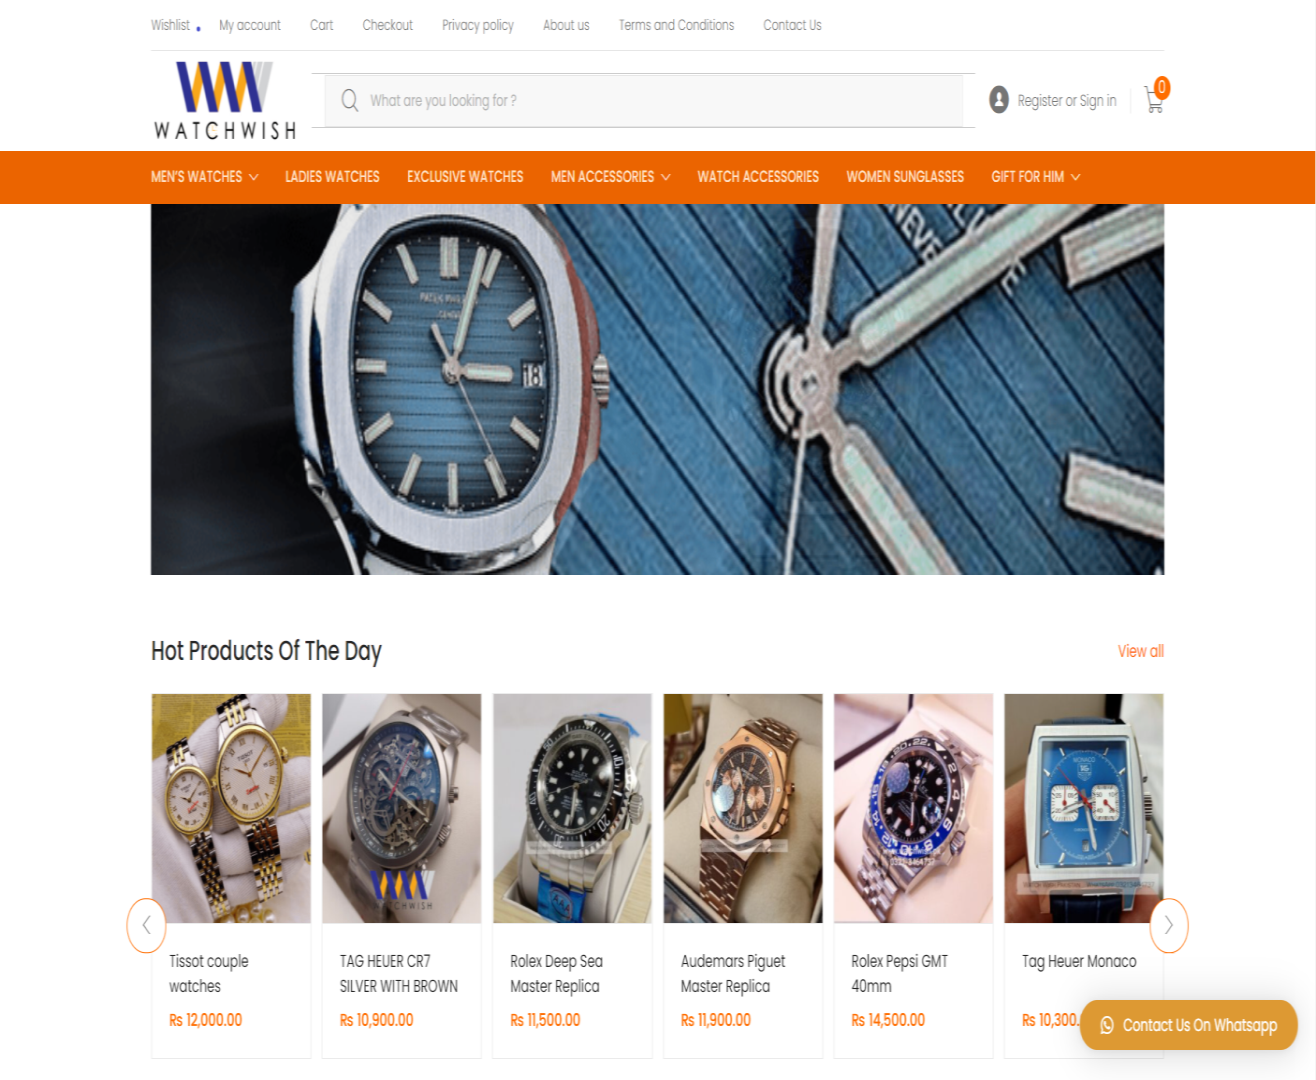 Wishlist My account Cart Checkout Privacy policy About us Terms and Conditions Contact Us
WATCHWISH
What are you looking for ?
Register or Sign in
0
MEN'S WATCHES LADIES WATCHES EXCLUSIVE WATCHES MEN ACCESSORIES WATCH ACCESSORIES WOMEN SUNGLASSES GIFT FOR HIM
18
Hot Products Of The Day
View all
Tissot couple
watches
Rs 12,000.00
TAG HEUER CR7
SILVER WITH BROWN
Rs 10,900.00
Rolex Deep Sea
Master Replica
Rs 11,500.00
Audemars Piguet
Master Replica
Rs 11,900.00
Rolex Pepsi GMT
40mm
Rs 14,500.00
Tag Heuer Monaco
Rs 10,300.
Contact Us On Whatsapp